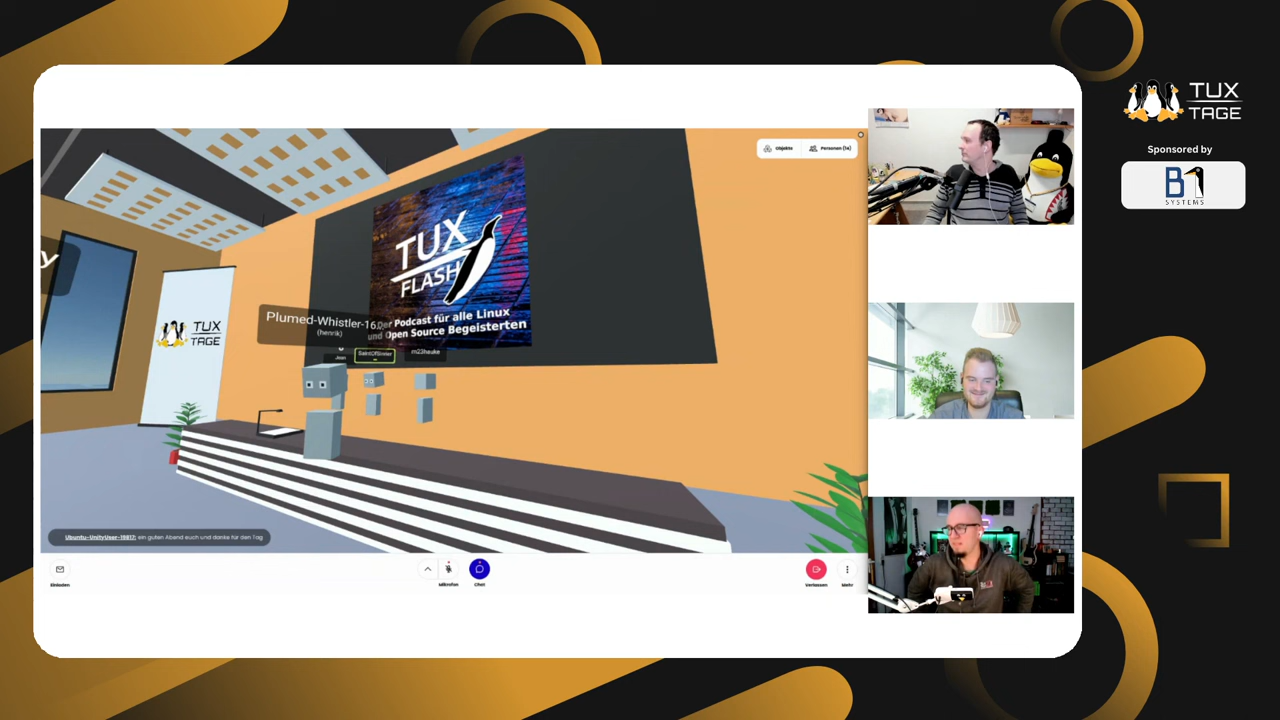 TUX
TAGE
Sponsored by
B1
SYSTEMS
Objekte
Personen (14)
y
TUX
FLASH
Der Podcast für alle Linux
und Open Source Begeisterten
TUX
TAGE
Plumed-Whistler-16
(henrik)
Jean
m23hauke
Ubuntu-UnityUser-19817: ein guten Abend euch und danke für den Tag
Einladen
Mikrofon
Chat
Verlassen
Mehr